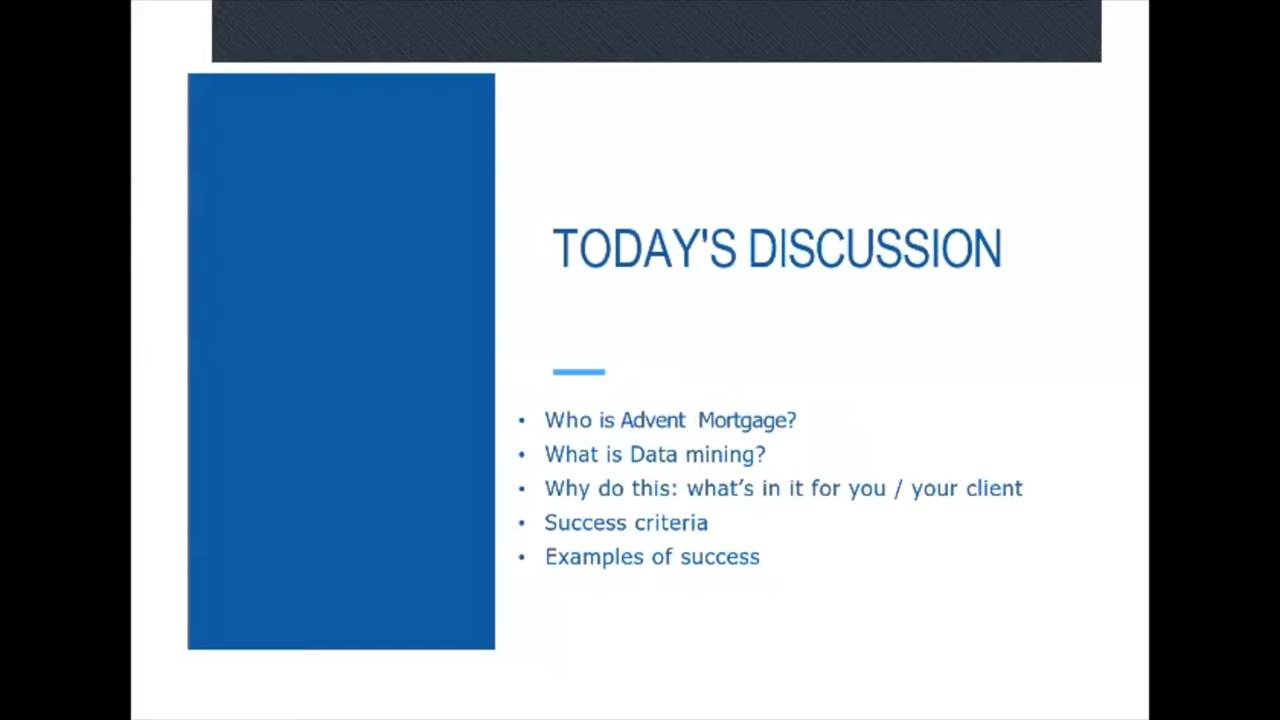 TODAY'S DISCUSSION
• Who is Advent Mortgage?
• What is Data mining?
• Why do this: what’s in it for you / your client
• Success criteria
• Examples of success